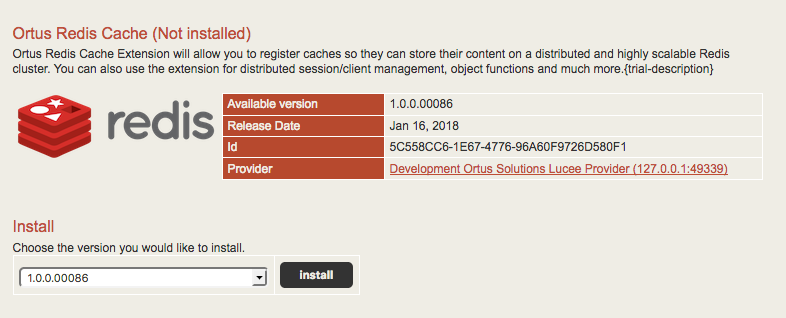 Ortus Redis Cache (Not installed)
Ortus Redis Cache Extension will allow you to register caches so they can store their content on a distributed and highly scalable Redis
cluster. You can also use the extension for distributed session/client management, object functions and much more.{trial-description}
redis
Available version 1.0.0.00086
Release Date Jan 16, 2018
Id 5C558CC6-1E67-4776-96A60F9726D580F1
Provider Development Ortus Solutions Lucee Provider (127.0.0.1:49339)
Install
Choose the version you would like to install.
1.0.0.00086 install